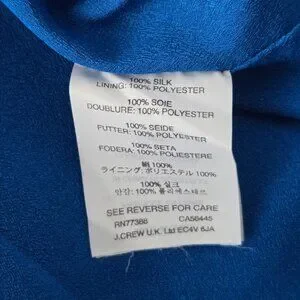 100% SILK
LINING: 100% POLYESTER
100% SOIE
DOUBLURE: 100% POLYESTER
100% SEIDE
FUTTER: 100% POLYESTER
100% SETA
FODERA: 100% POLIESTERE
絹 100%
ライニング, ポリエステル 100%
100% 실크
안감: 100% 폴리에스테르
SEE REVERSE FOR CARE
RN77388 CA56445
J.CREW U.K. Ltd EC4V 6JA